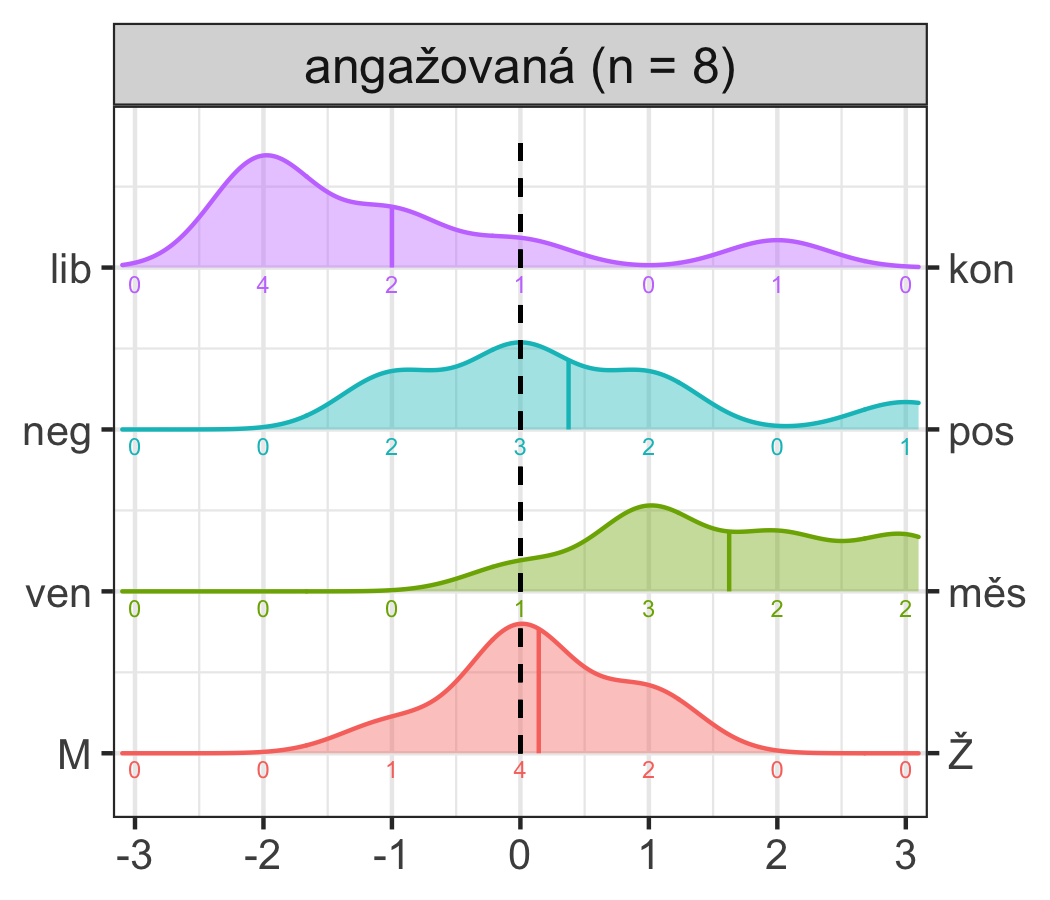 angažovaná (n = 8)
lib kon
0 4 2 1 0 1 0
neg pos
0 0 2 3 2 0 1
ven měs
0 0 0 1 3 2 2
M Ž
0 0 1 4 2 0 0
-3 -2 -1 0 1 2 3